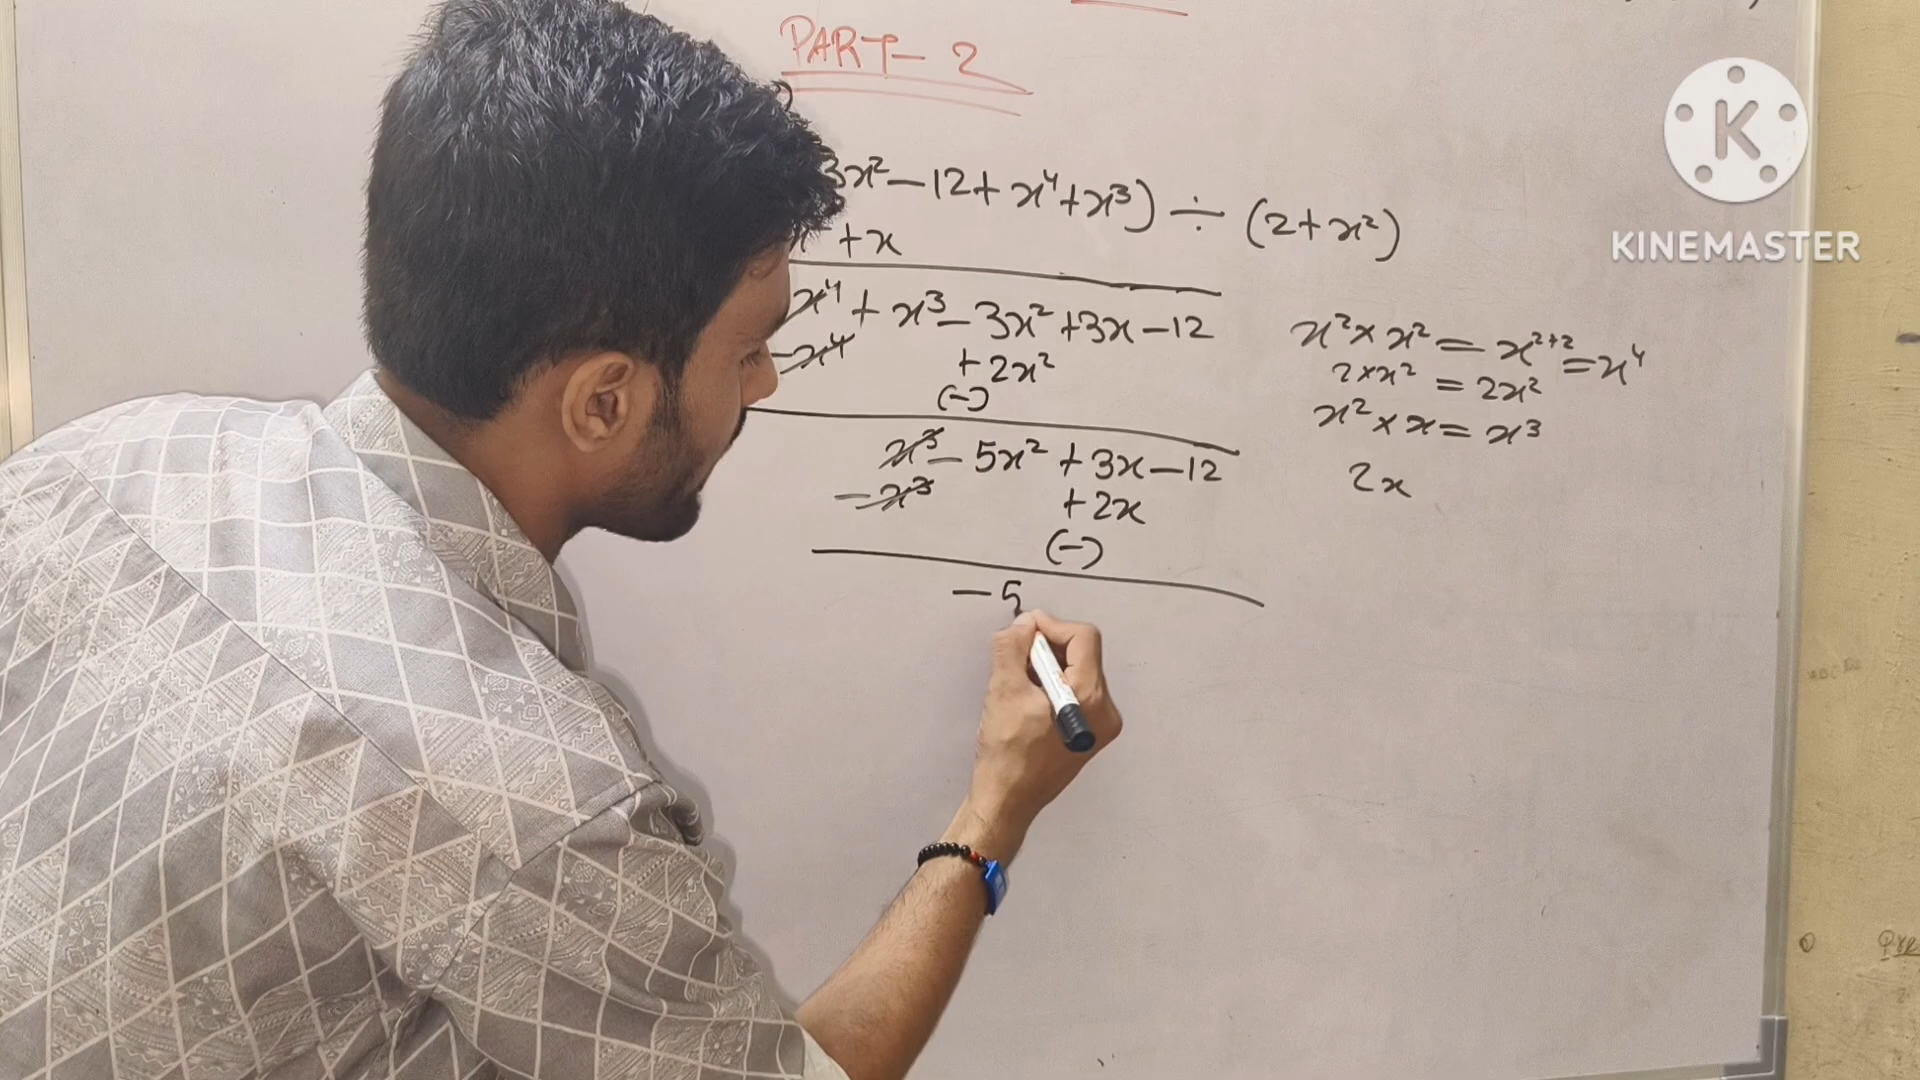 PART-2
3x² - 12 + x⁴ + x³) ÷ (2 + x²)
+ x
x⁴ + x³ - 3x² + 3x - 12
- x⁴ + 2x²
(-)
x³ - 5x² + 3x - 12
- x³ + 2x
(-)
- 5
x² × x² = x²⁺² = x⁴
2 × x² = 2x²
x² × x = x³
2x
K
KINEMASTER